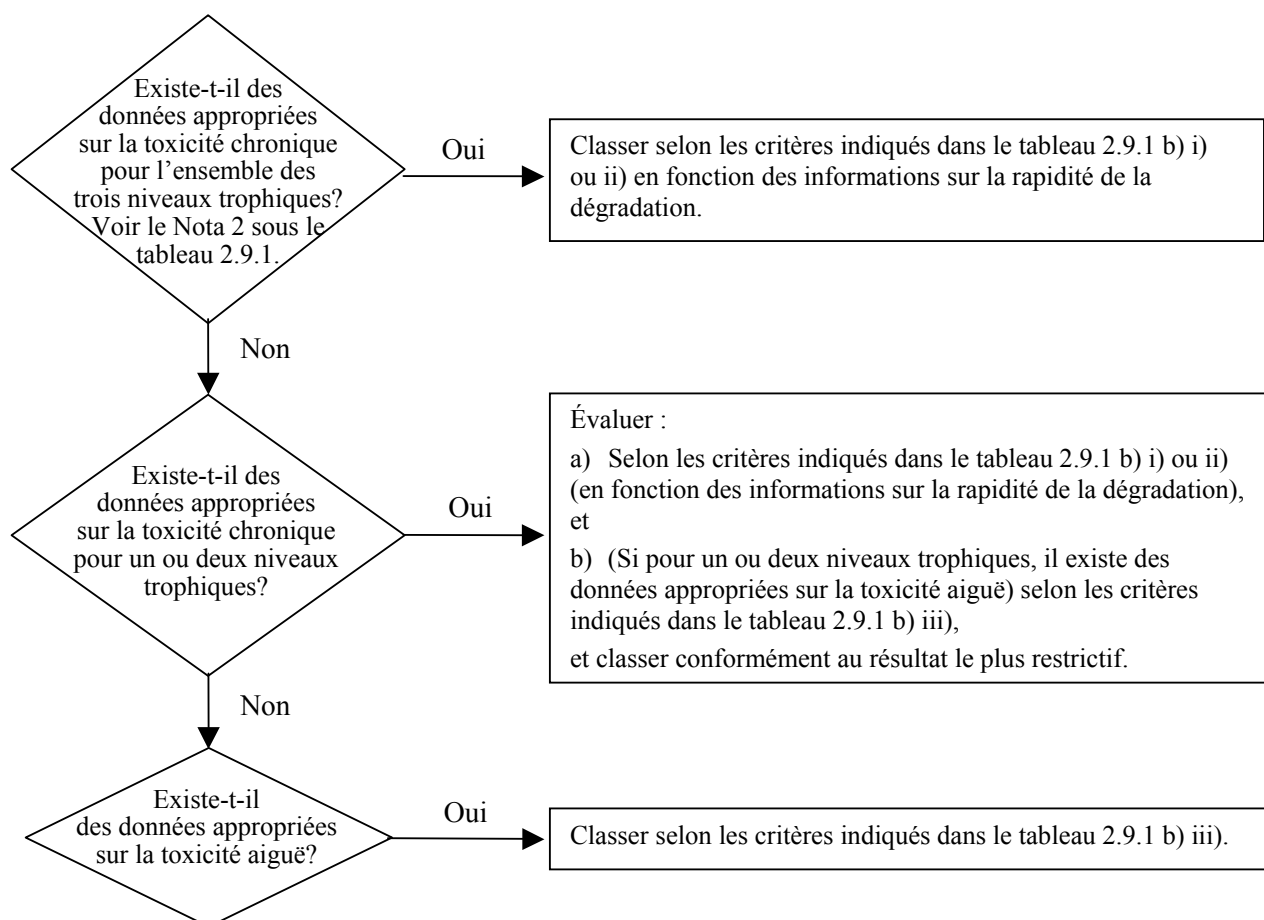 Existe-t-il des
données appropriées
sur la toxicité chronique
pour l’ensemble des
trois niveaux trophiques?
Voir le Nota 2 sous le
tableau 2.9.1.
Oui
Classer selon les critères indiqués dans le tableau 2.9.1 b) i)
ou ii) en fonction des informations sur la rapidité de la
dégradation.
Non
Existe-t-il des
données appropriées
sur la toxicité chronique
pour un ou deux niveaux
trophiques?
Oui
Évaluer :
a) Selon les critères indiqués dans le tableau 2.9.1 b) i) ou ii)
(en fonction des informations sur la rapidité de la dégradation),
et
b) (Si pour un ou deux niveaux trophiques, il existe des
données appropriées sur la toxicité aiguë) selon les critères
indiqués dans le tableau 2.9.1 b) iii),
et classer conformément au résultat le plus restrictif.
Non
Existe-t-il
des données appropriées
sur la toxicité aiguë?
Oui
Classer selon les critères indiqués dans le tableau 2.9.1 b) iii).